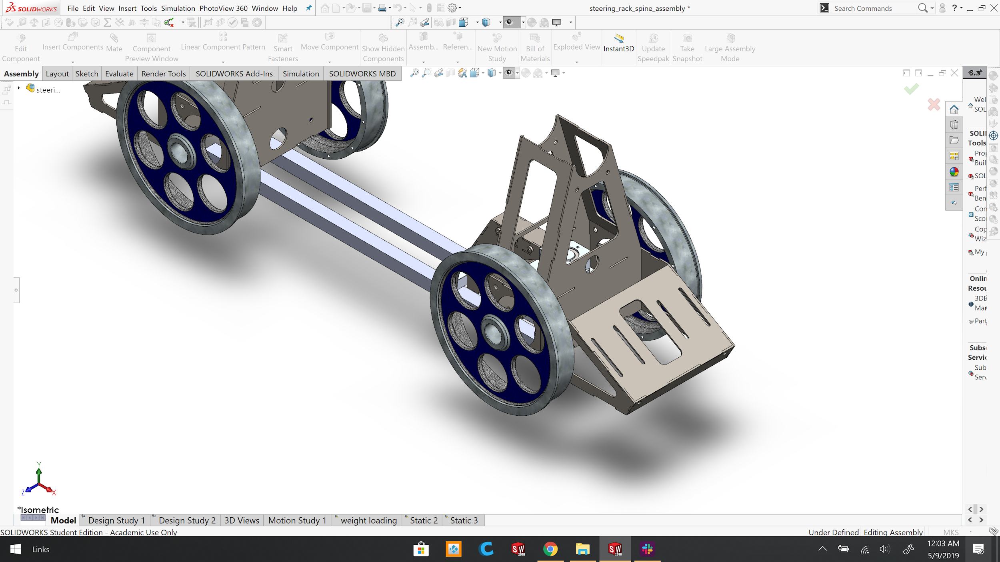 SOLIDWORKS File Edit View Insert Tools Simulation PhotoView 360 Window Help steering_rack_spine_assembly * Search Commands ?
Edit Component Insert Components Mate Component Preview Window Linear Component Pattern Smart Fasteners Move Component Show Hidden Components Assemb... Referen... New Motion Study Bill of Materials Exploded View Instant3D Update Speedpak Take Snapshot Large Assembly Mode
Assembly Layout Sketch Evaluate Render Tools SOLIDWORKS Add-Ins Simulation SOLIDWORKS MBD
steeri...
Wel
SOL
SOLI
Tools
Prop
Buil
SOL
Perf
Ben
Con
Sco
Cop
Wiz
My
Onlin
Resou
3DE
Mar
Part
Subs
Servic
Sub
Serv
Y
Z X
*Isometric
Model Design Study 1 Design Study 2 3D Views Motion Study 1 weight loading Static 2 Static 3
SOLIDWORKS Student Edition - Academic Use Only Under Defined Editing Assembly MKS -
Links SW 2018 SW 2018 12:03 AM
5/9/2019